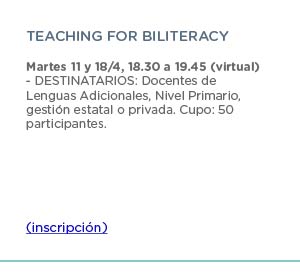 TEACHING FOR BILITERACY
Martes 11 y 18/4, 18.30 a 19.45 (virtual)
- DESTINATARIOS: Docentes de
Lenguas Adicionales, Nivel Primario,
gestión estatal o privada. Cupo: 50
participantes.
(inscripción)